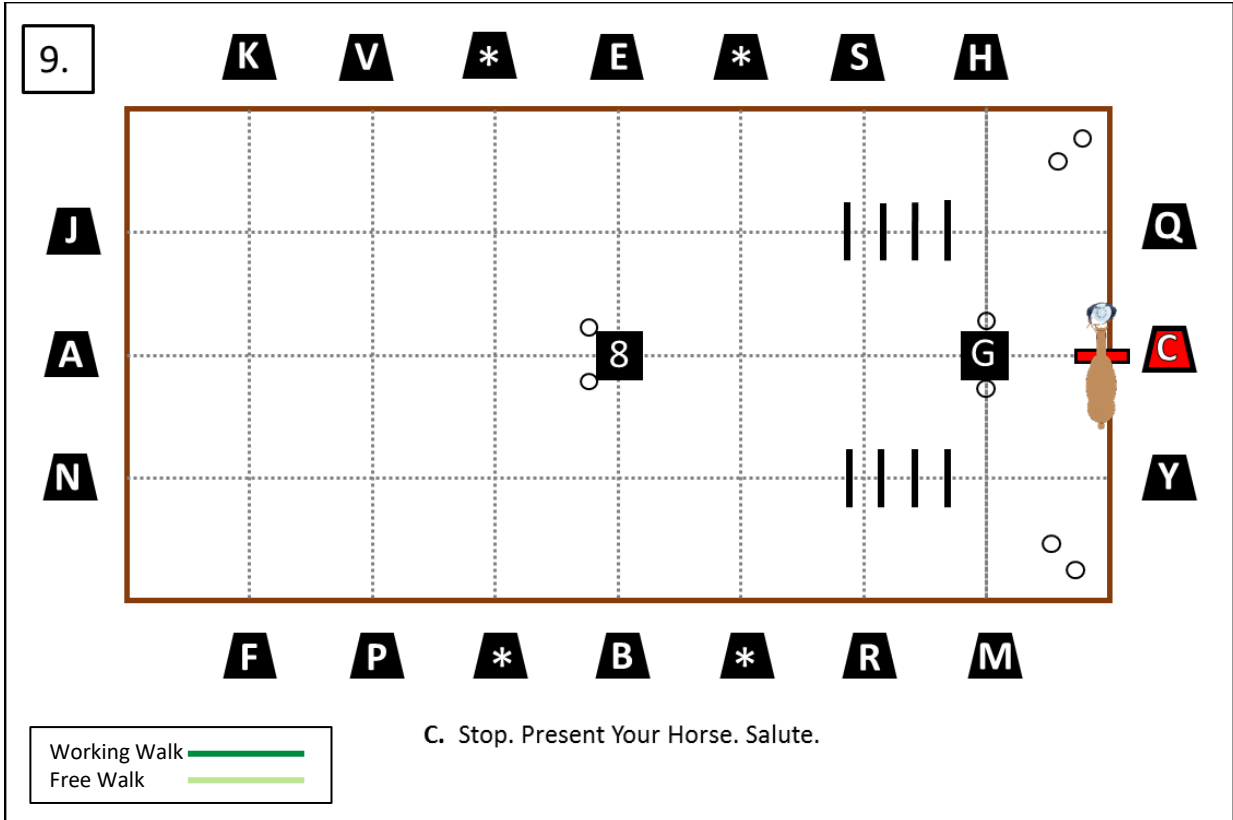 9.
K V * E * S H
J Q
A 8 G C
N Y
F P * B * R M
C. Stop. Present Your Horse. Salute.
Working Walk
Free Walk